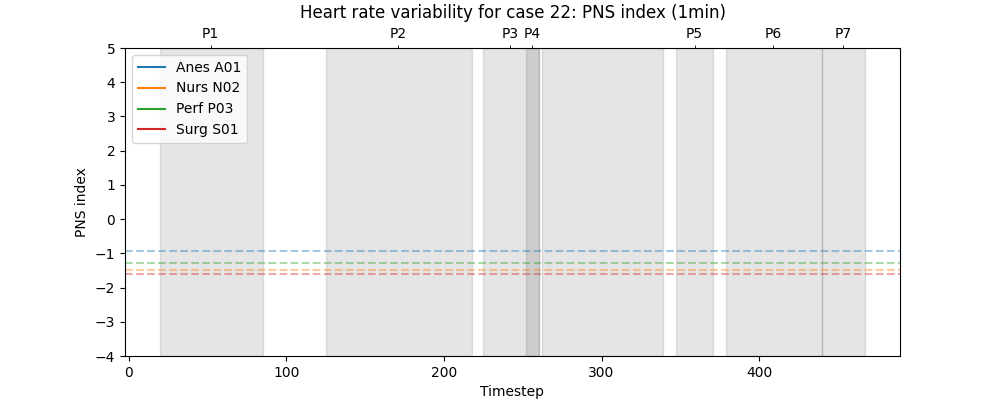 Heart rate variability for case 22: PNS index (1min)
P1 P2 P3 P4 P5 P6 P7
Anes A01
Nurs N02
Perf P03
Surg S01
PNS index
5
4
3
2
1
0
−1
−2
−3
−4
0 100 200 300 400
Timestep